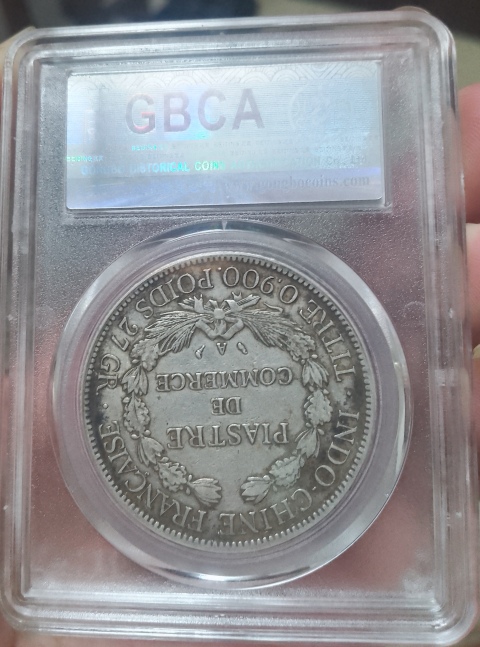 GBCA
HISTORICAL COIN
INDO-CHINE FRANÇAISE
PIASTRE
DE
COMMERCE
A
TITRE 0.900. POIDS 27 GR.